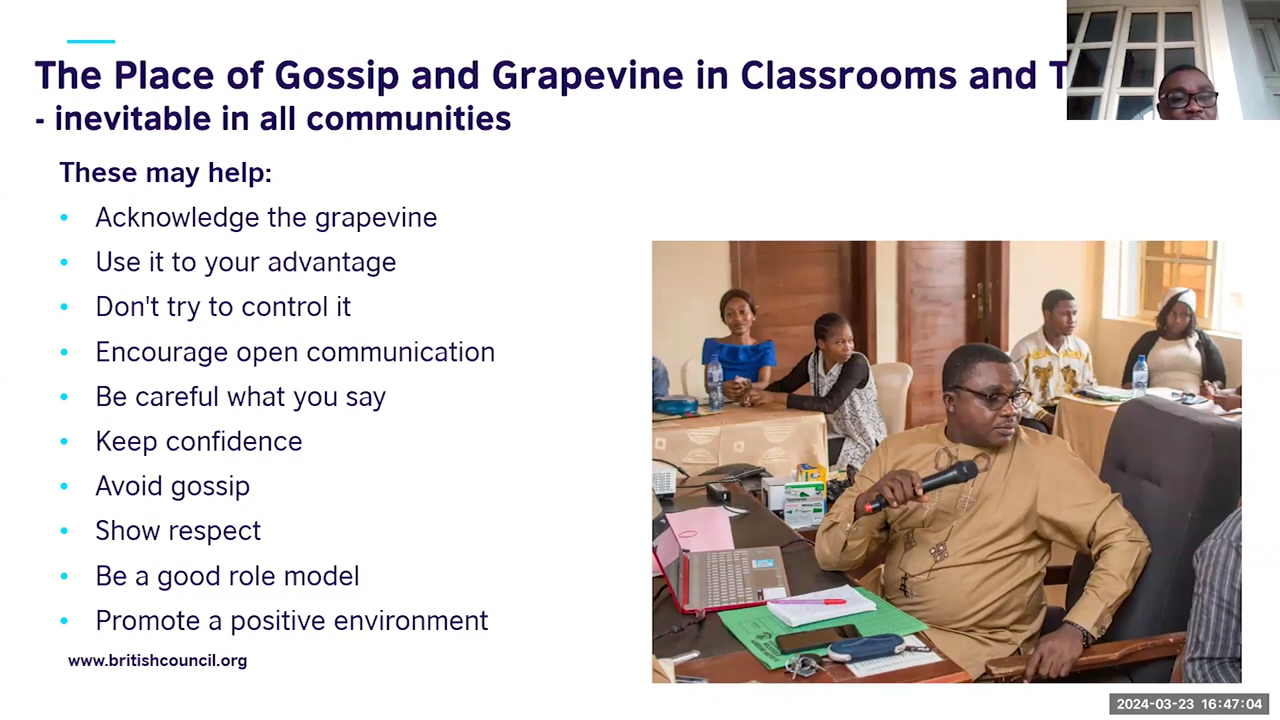 The Place of Gossip and Grapevine in Classrooms and
- inevitable in all communities
These may help:
• Acknowledge the grapevine
• Use it to your advantage
• Don't try to control it
• Encourage open communication
• Be careful what you say
• Keep confidence
• Avoid gossip
• Show respect
• Be a good role model
• Promote a positive environment
www.britishcouncil.org
2024-03-23 16:47:04